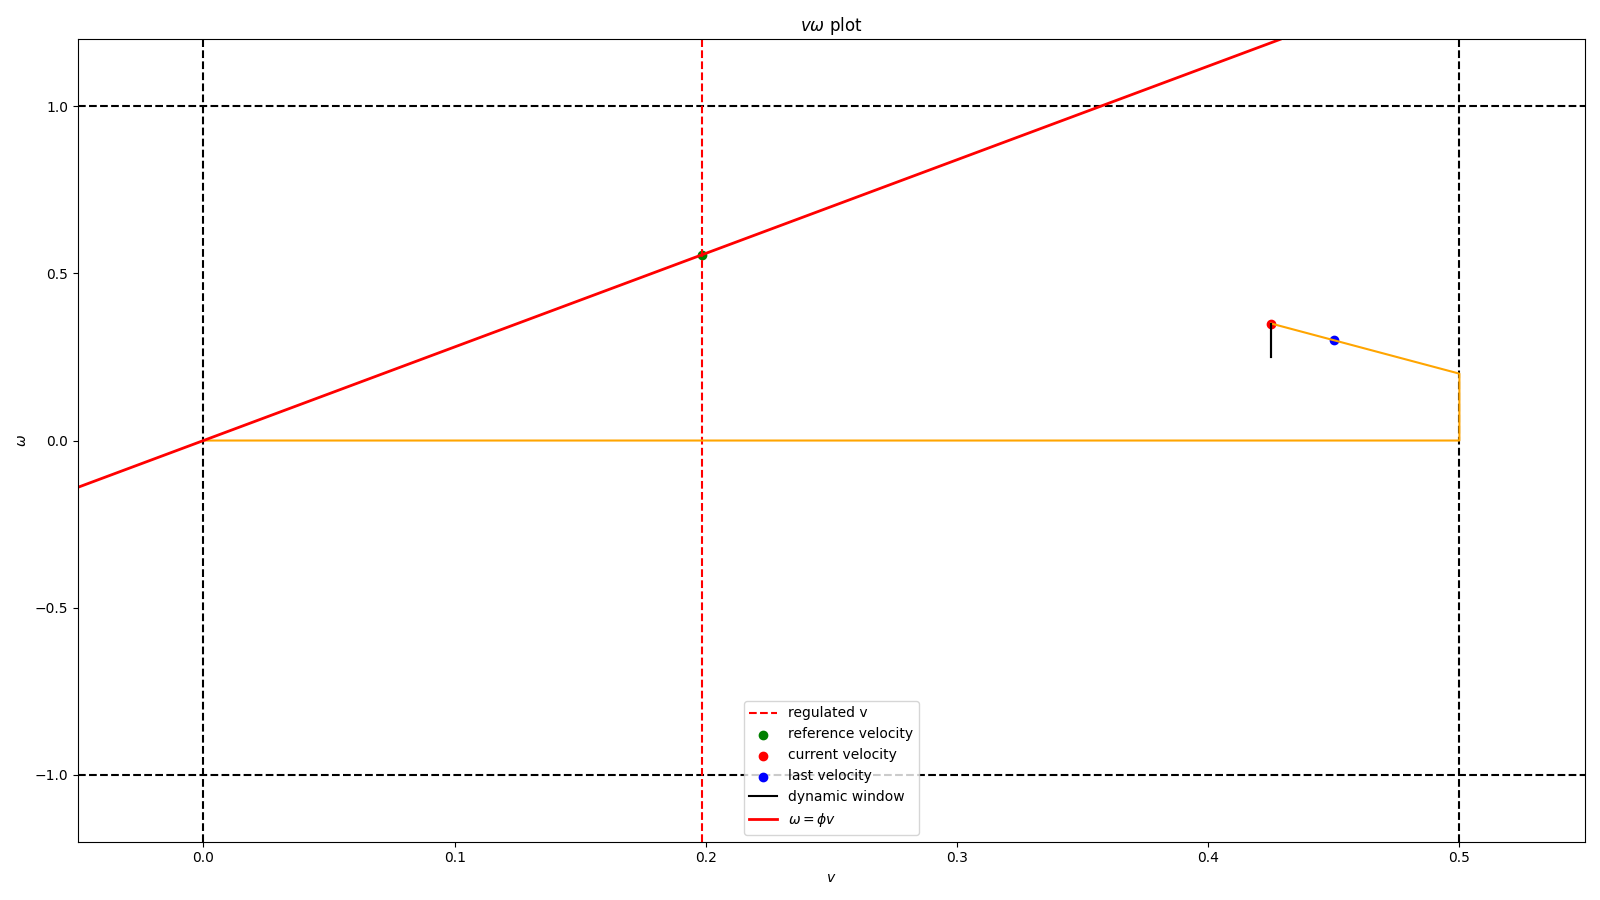 vω plot
1.0
0.5
0.0
−0.5
−1.0
ω
regulated v
reference velocity
current velocity
last velocity
dynamic window
ω = ϕv
0.0 0.1 0.2 0.3 0.4 0.5
v